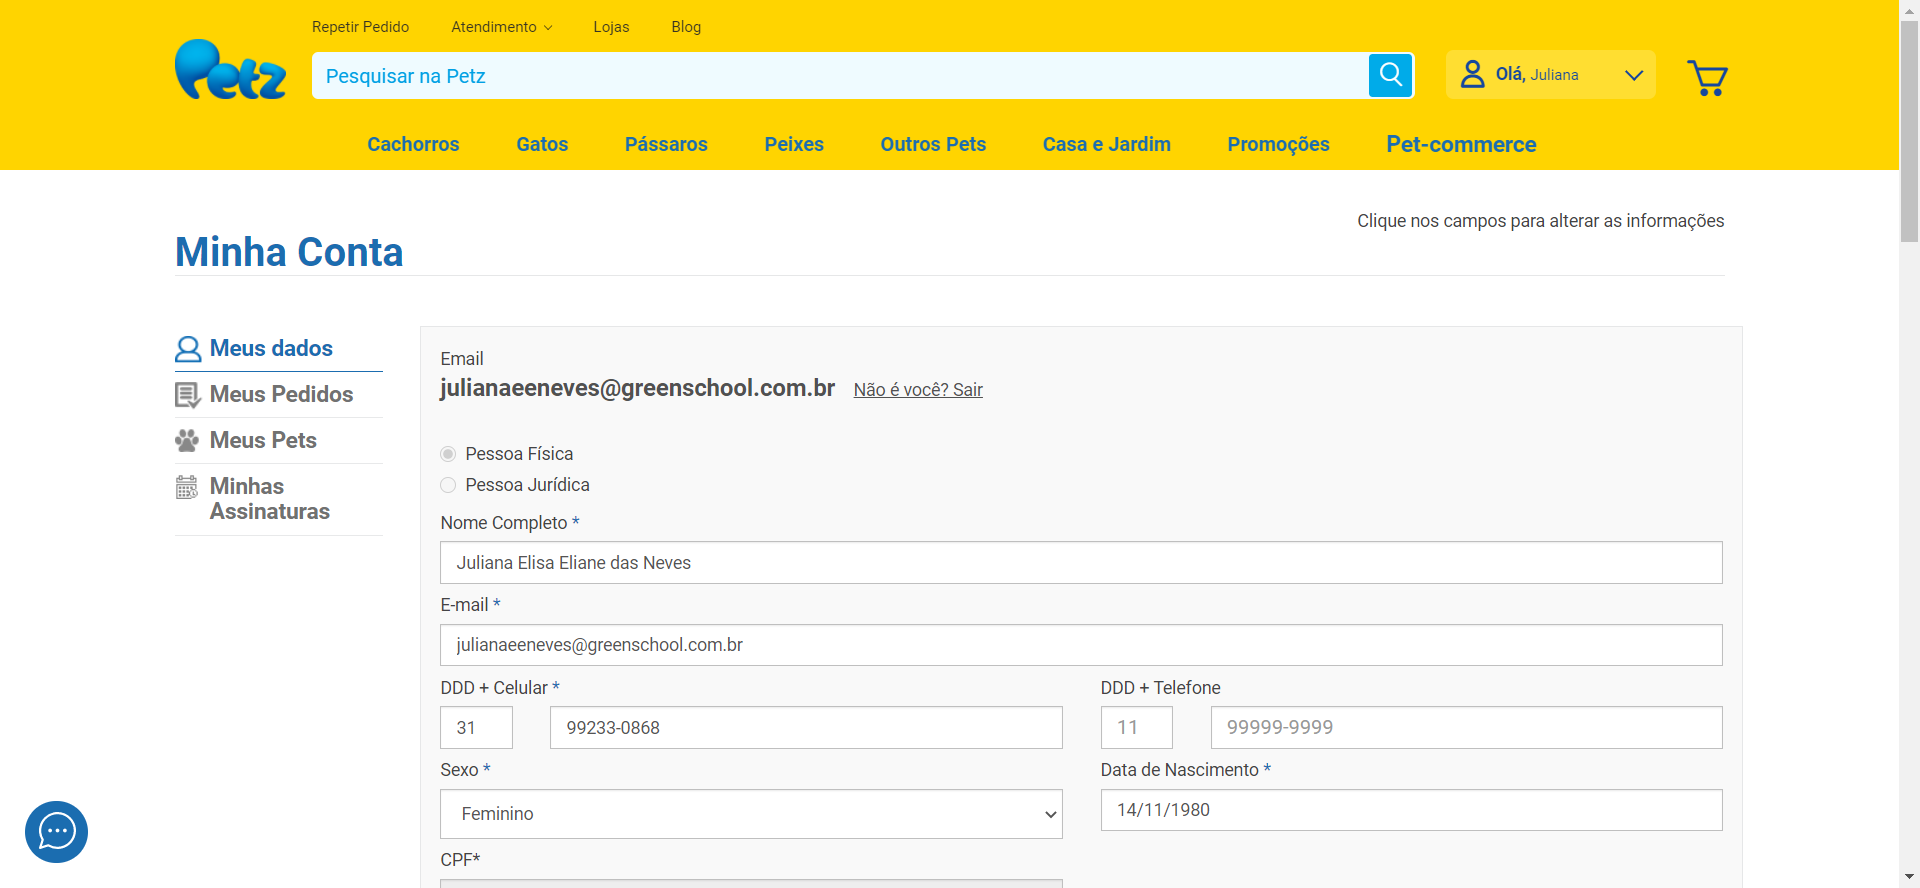 Repetir Pedido
Atendimento
Lojas
Blog
Petz
Pesquisar na Petz
Olá, Juliana
Cachorros
Gatos
Pássaros
Peixes
Outros Pets
Casa e Jardim
Promoções
Pet-commerce
Clique nos campos para alterar as informações
Minha Conta
Meus dados
Meus Pedidos
Meus Pets
Minhas
Assinaturas
Email
julianaeeneves@greenschool.com.br Não é você? Sair
Pessoa Física
Pessoa Jurídica
Nome Completo *
Juliana Elisa Eliane das Neves
E-mail *
julianaeeneves@greenschool.com.br
DDD + Celular *
31
99233-0868
DDD + Telefone
11
99999-9999
Sexo *
Feminino
Data de Nascimento *
14/11/1980
CPF*